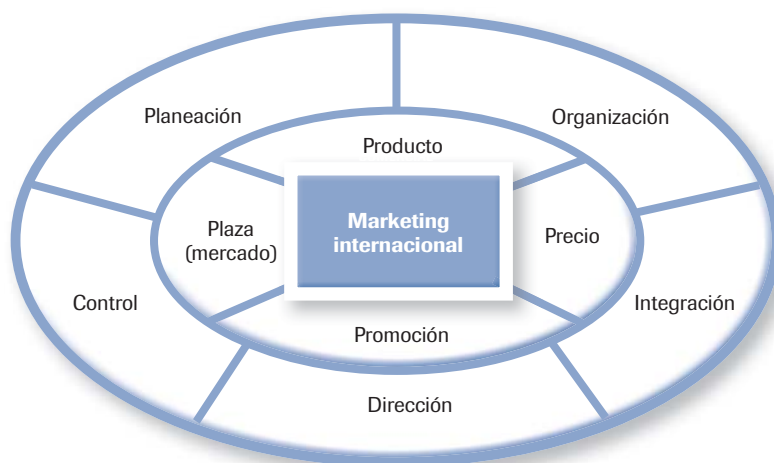 Planeación
Organización
Producto
Plaza
(mercado)
Marketing
internacional
Precio
Control
Integración
Promoción
Dirección